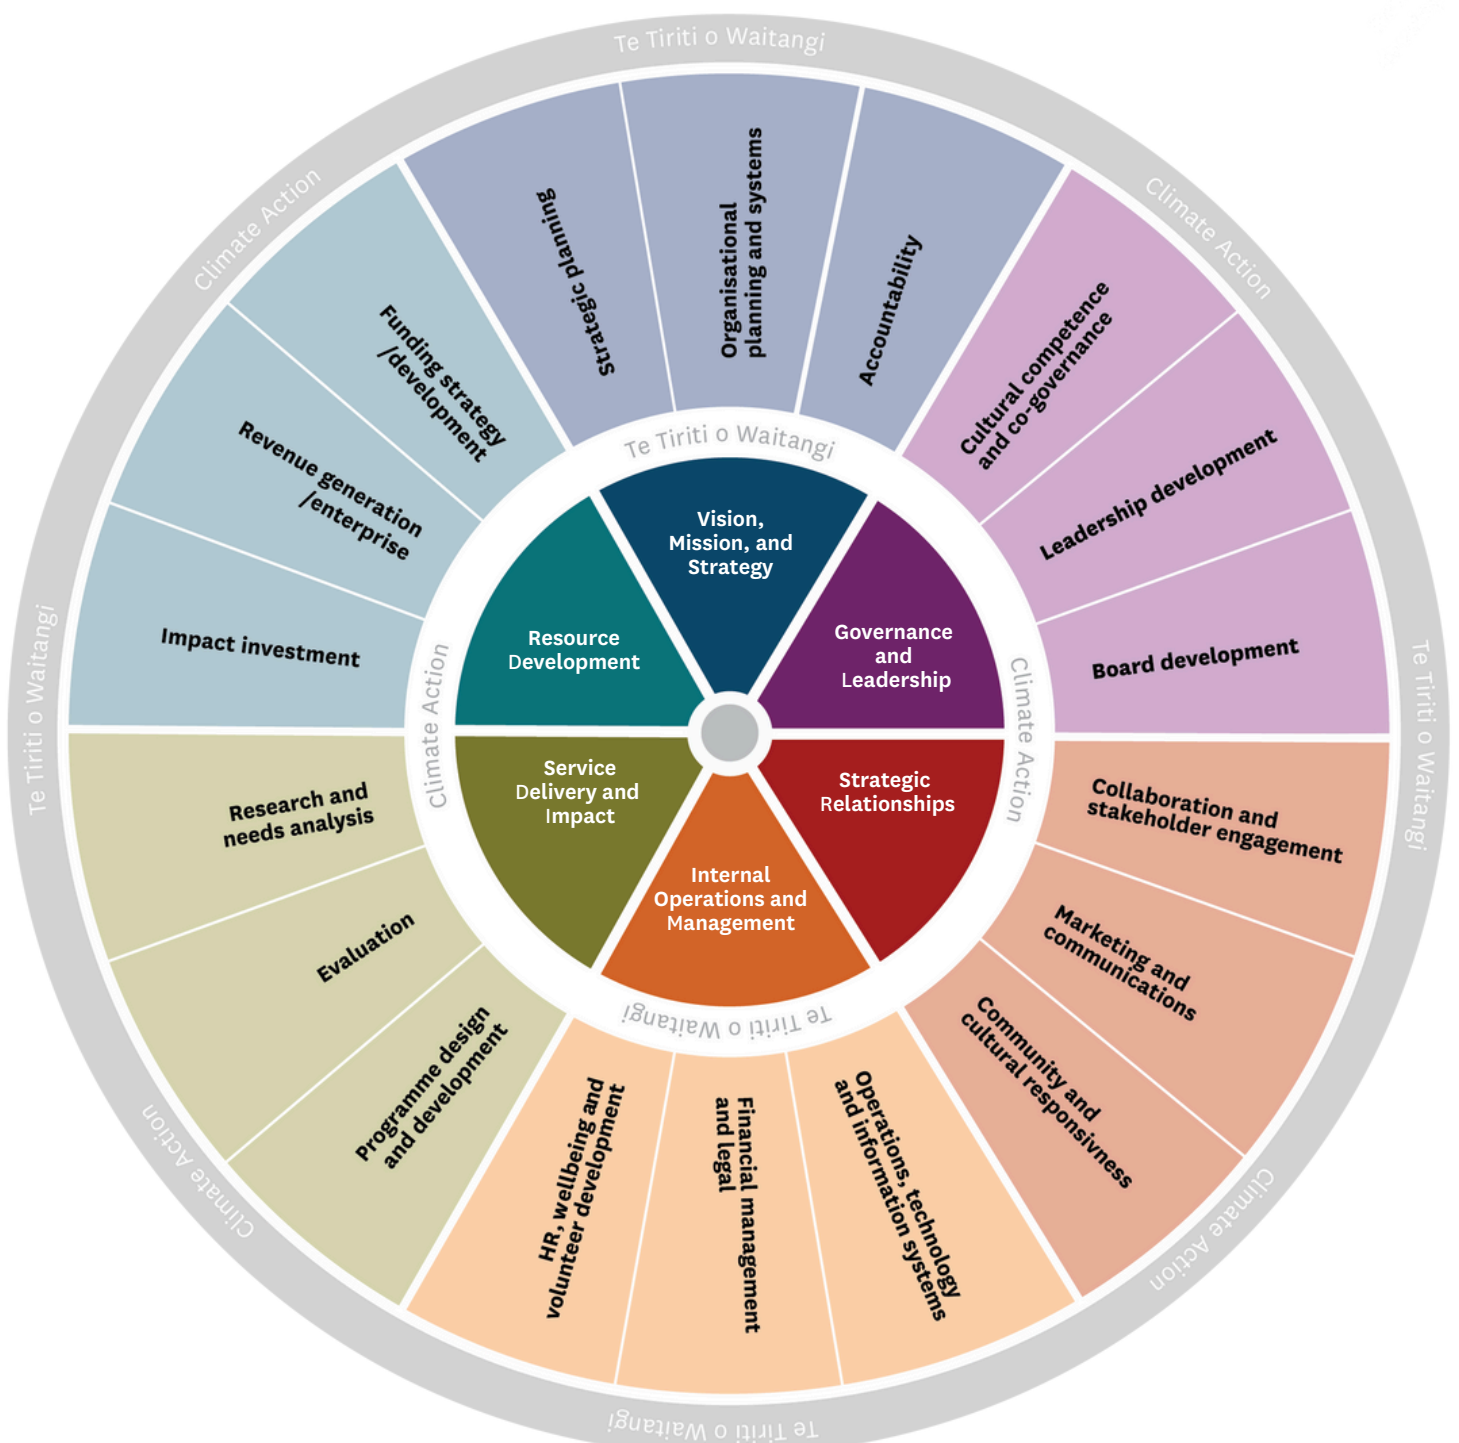 Te Tiriti o Waitangi
Climate Action
Te Tiriti o Waitangi
Climate Action
Te Tiriti o Waitangi
Climate Action
Te Tiriti o Waitangi
Climate Action
Strategic planning
Organisational
planning and systems
Accountability
Cultural competence
and co-governance
Leadership development
Board development
Collaboration and
stakeholder engagement
Marketing and
communications
Community and
cultural responsivness
Operations, technology
and information systems
Financial management
and legal
HR, wellbeing and
volunteer development
Programme design
and development
Evaluation
Research and
needs analysis
Impact investment
Revenue generation
/enterprise
Funding strategy
/development
Te Tiriti o Waitangi
Climate Action
Te Tiriti o Waitangi
Climate Action
Vision,
Mission, and
Strategy
Governance
and
Leadership
Strategic
Relationships
Internal
Operations and
Management
Service
Delivery and
Impact
Resource
Development